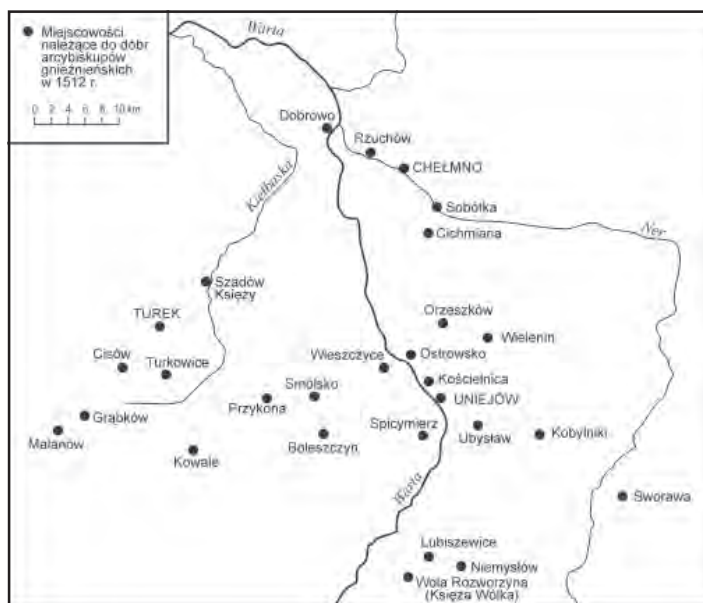 Miejscowości
należące do dóbr
arcybiskupów
gnieźnieńskich
w 1512 r.
0 2 4 6 8 10 km
Warta
Dobrowo
Rzuchów
CHEŁMNO
Kiełbaska
Sobótka
Ner
Cichmiana
Szadów
Księży
TUREK
Orzeszków
Wielenin
Cisów
Turkowice
Wieszczyce
Ostrowsko
Kościelnica
Smólsko
Przykona
UNIEJÓW
Grąbków
Malanów
Spicymierz
Ubysław
Kobylniki
Boleszczyn
Kowale
Warta
Sworawa
Lubiszewice
Niemysłów
Wola Rozworzyna
(Księża Wólka)